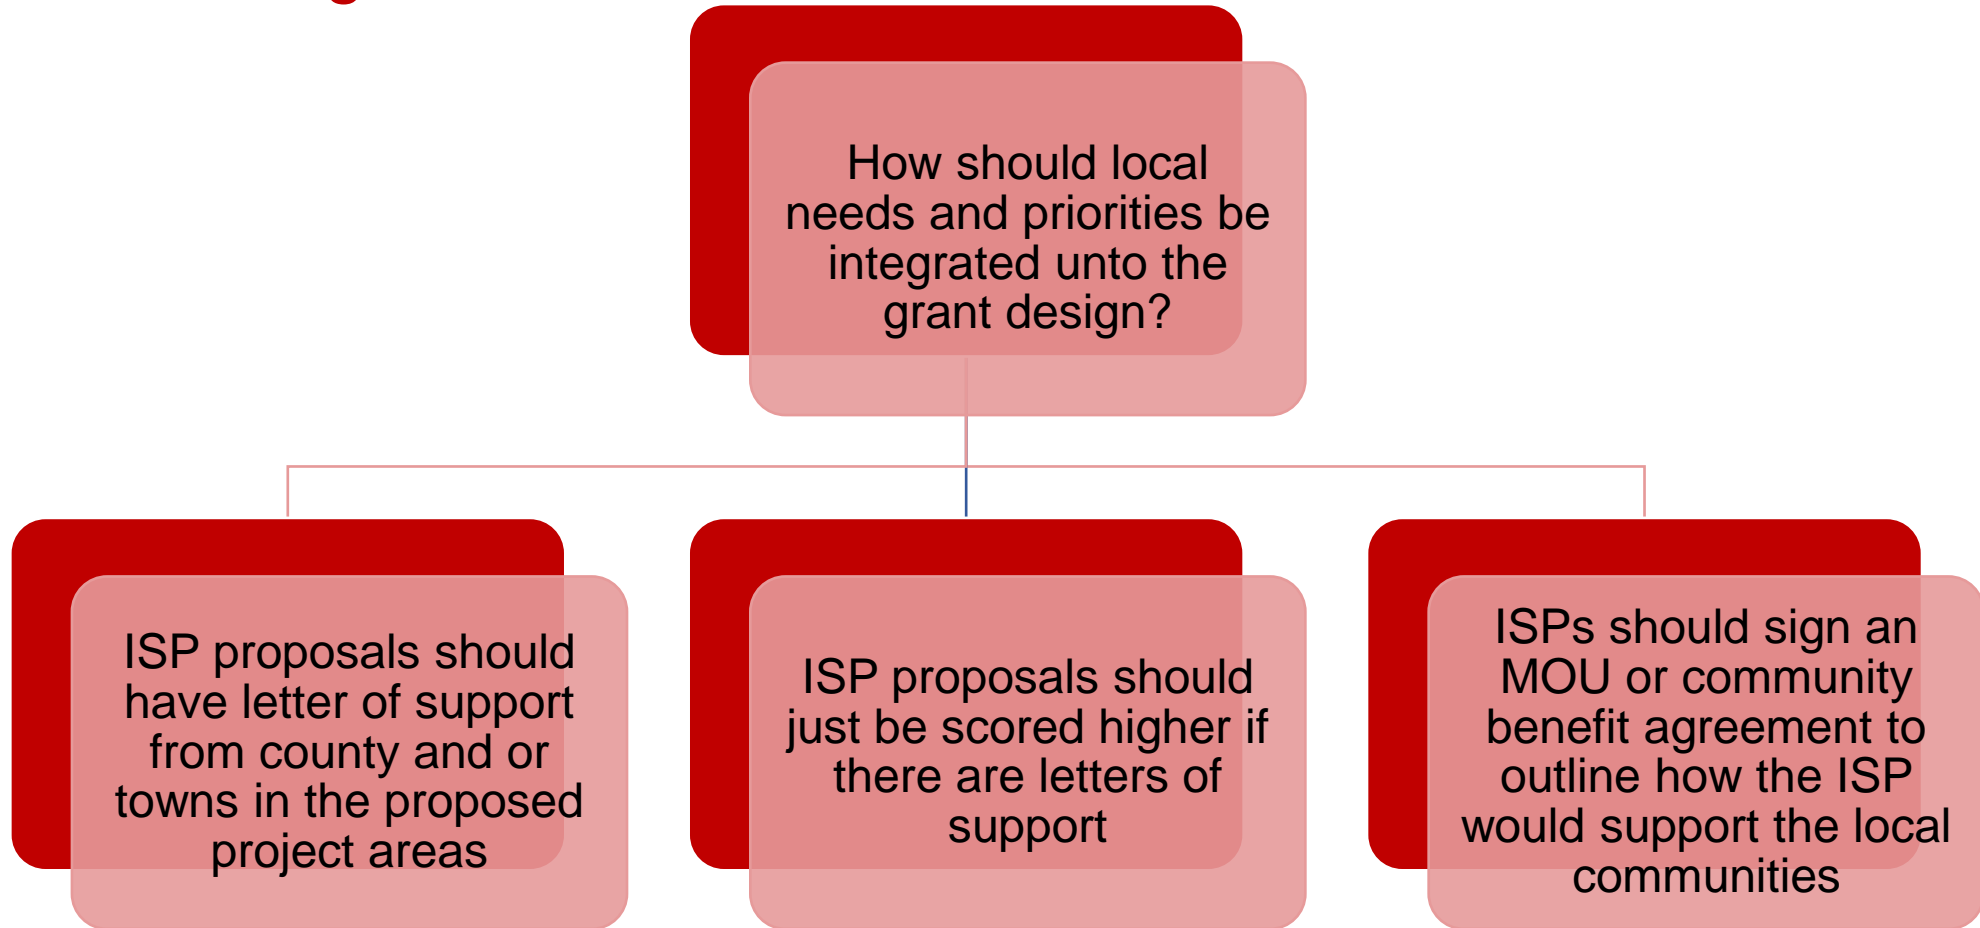 How should local
needs and priorities be
integrated unto the
grant design?
ISP proposals should
have letter of support
from county and or
towns in the proposed
project areas
ISP proposals should
just be scored higher if
there are letters of
support
ISPs should sign an
MOU or community
benefit agreement to
outline how the ISP
would support the local
communities